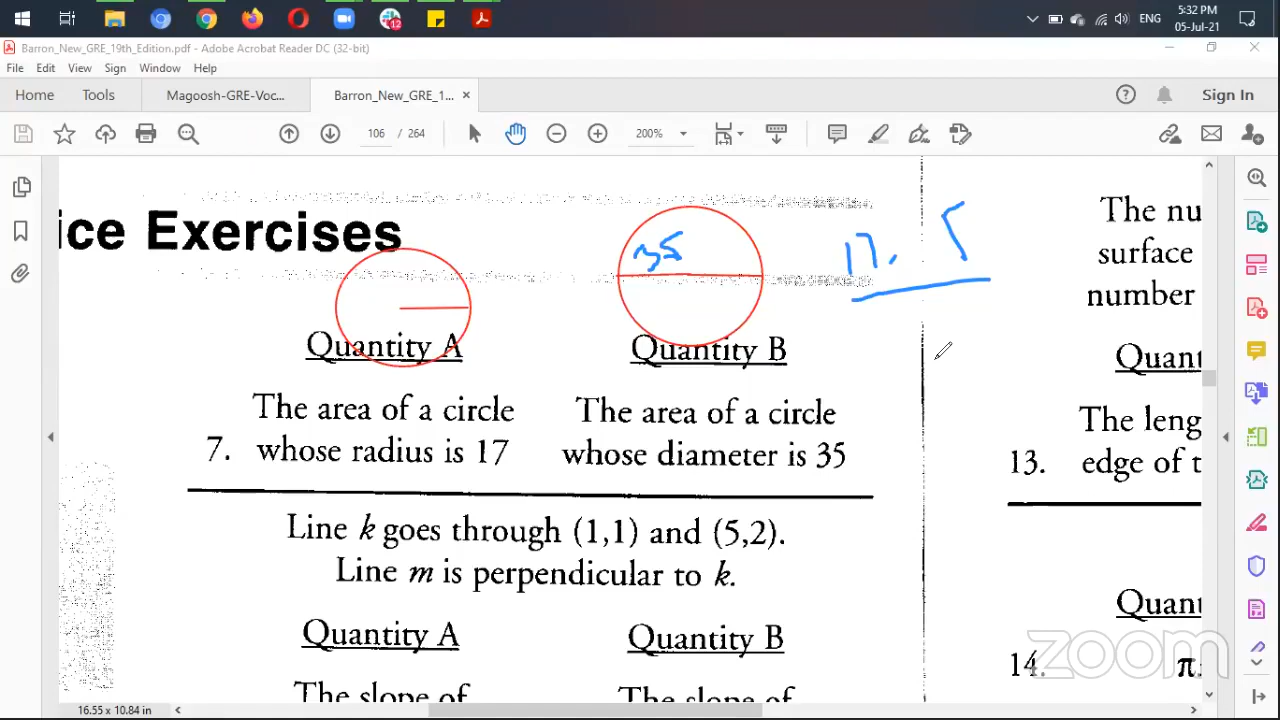 5:32 PM
ENG
05-Jul-21
12
Barron_New_GRE_19th_Edition.pdf - Adobe Acrobat Reader DC (32-bit)
File Edit View Sign Window Help
Home Tools Magoosh-GRE-Voc... Barron_New_GRE_1... × Sign In
106 / 264 200%
ice Exercises
35
17.5
Quantity A Quantity B
The area of a circle The area of a circle
7. whose radius is 17 whose diameter is 35
Line k goes through (1,1) and (5,2).
Line m is perpendicular to k.
Quantity A Quantity B
The slope of The slope of
The nu
surface
number
Quant
The leng
13. edge of t
Quant
14. π
zoom
16.55 x 10.84 in